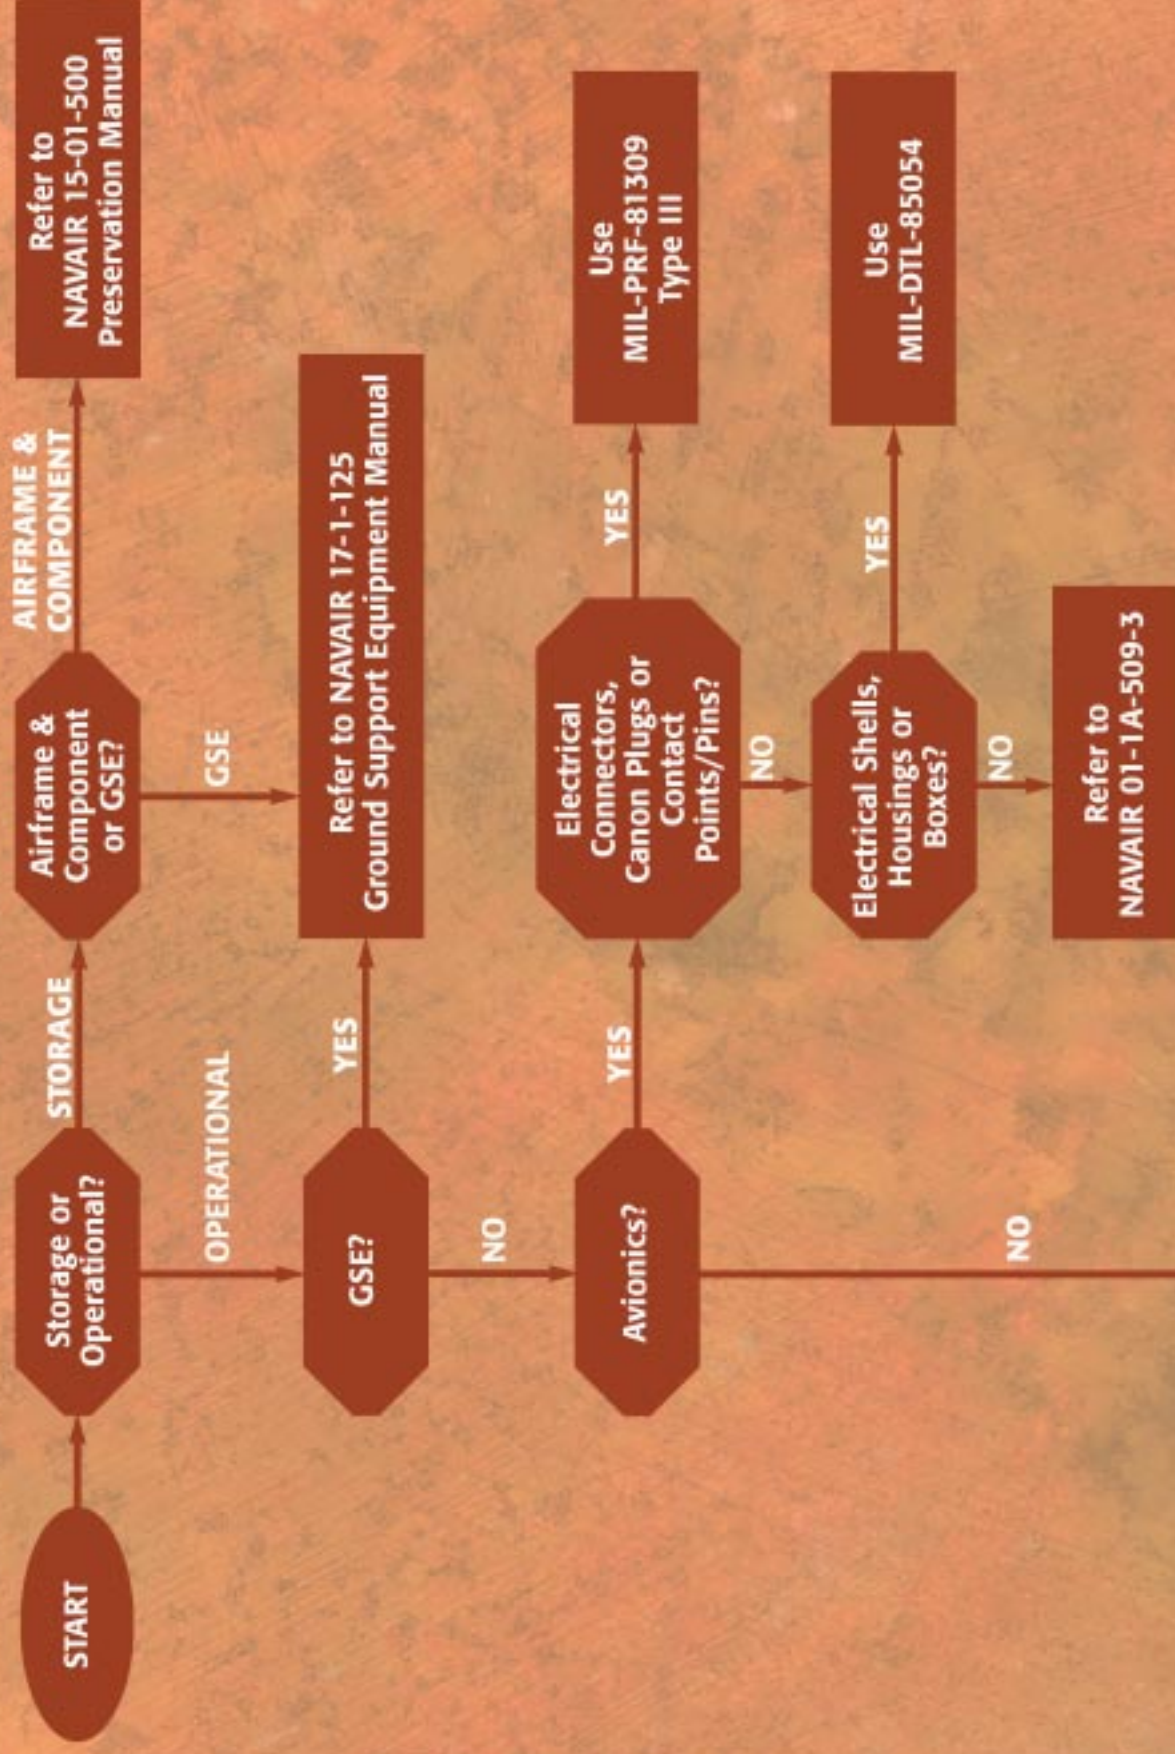 START
Storage or
Operational?
STORAGE
Airframe &
Component
or GSE?
AIRFRAME &
COMPONENT
Refer to
NAVAIR 15-01-500
Preservation Manual
OPERATIONAL
GSE
GSE?
YES
Refer to NAVAIR 17-1-125
Ground Support Equipment Manual
NO
Avionics?
YES
Electrical
Connectors,
Canon Plugs or
Contact
Points/Pins?
YES
Use
MIL-PRF-81309
Type III
NO
Electrical Shells,
Housings or
Boxes?
YES
Use
MIL-DTL-85054
NO
NO
Refer to
NAVAIR 01-1A-509-3